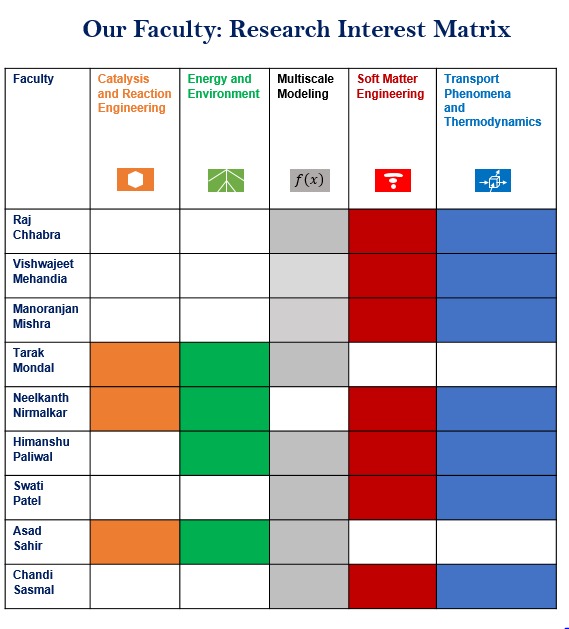 Our Faculty: Research Interest Matrix
Faculty
Catalysis
and Reaction
Engineering
Energy and
Environment
Multiscale
Modeling
Soft Matter
Engineering
Transport
Phenomena
and
Thermodynamics
f(x)
Raj
Chhabra
Vishwajeet
Mehandia
Manoranjan
Mishra
Tarak
Mondal
Neelkanth
Nirmalkar
Himanshu
Paliwal
Swati
Patel
Asad
Sahir
Chandi
Sasmal